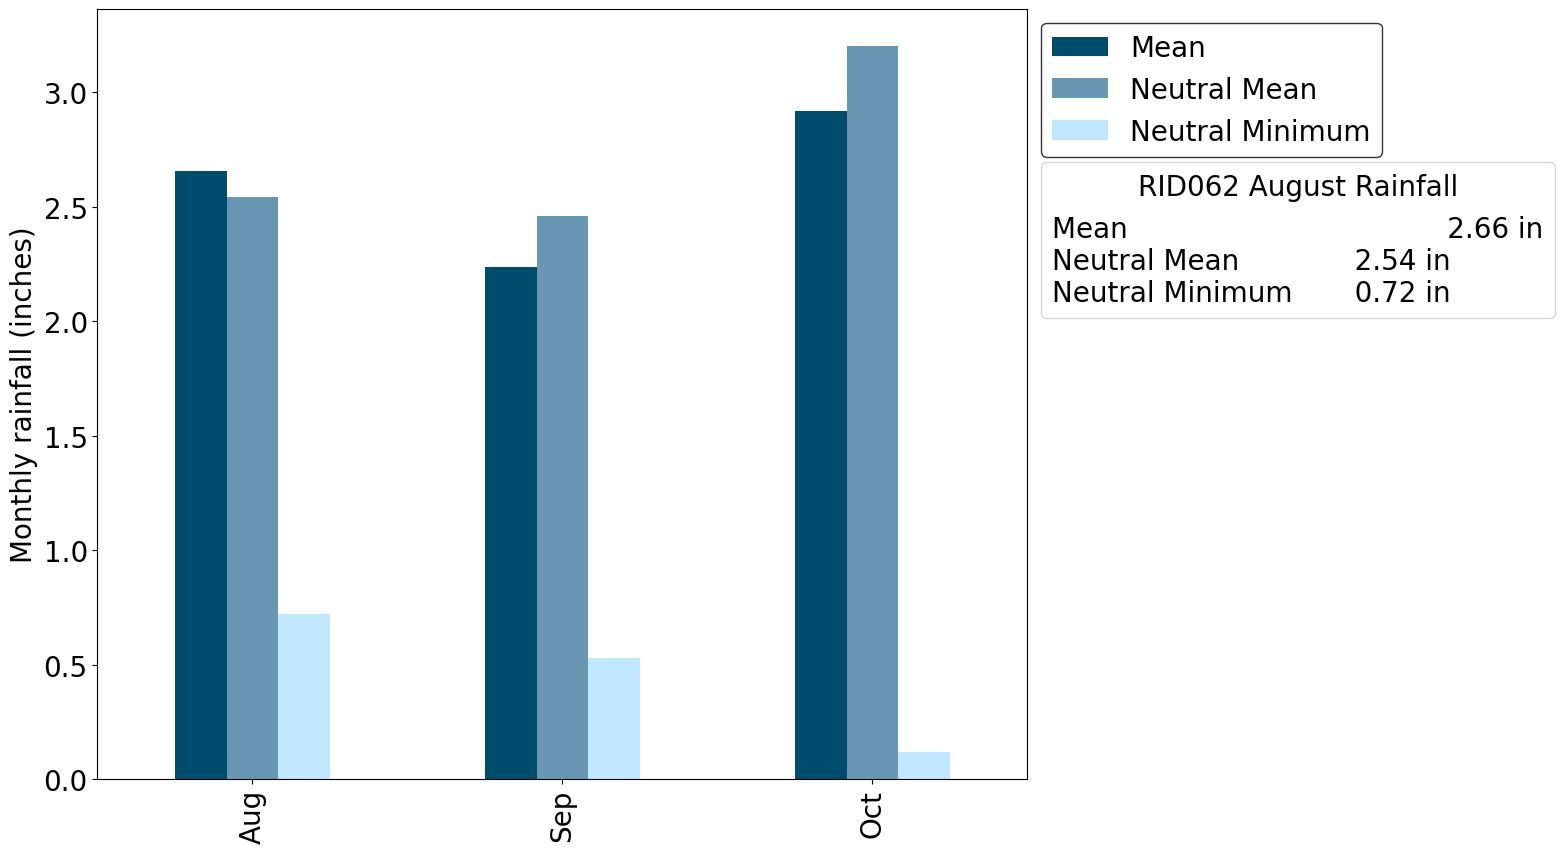 Monthly rainfall (inches)
3.0
2.5
2.0
1.5
1.0
0.5
0.0
Aug
Sep
Oct
Mean
Neutral Mean
Neutral Minimum
RID062 August Rainfall
Mean 2.66 in
Neutral Mean 2.54 in
Neutral Minimum 0.72 in